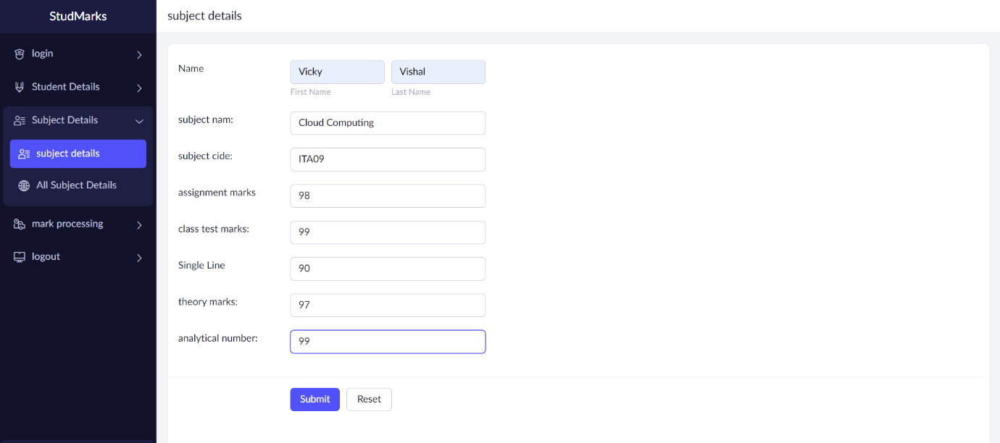 StudMarks
subject details
login
Student Details
Subject Details
subject details
All Subject Details
mark processing
logout
Name
Vicky
Vishal
First Name
Last Name
subject nam:
Cloud Computing
subject cide:
ITA09
assignment marks
98
class test marks:
99
Single Line
90
theory marks:
97
analytical number:
99
Submit
Reset